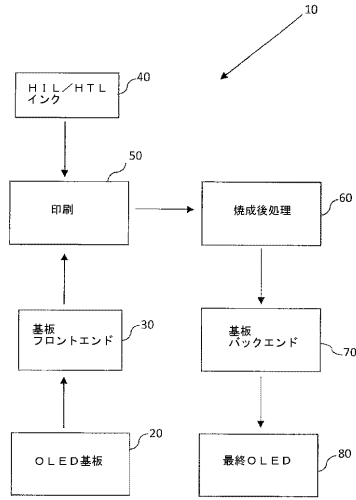 10
ＨＩＬ／ＨＴＬ
インク
40
50
印刷
焼成後処理
60
基板
フロントエンド
30
基板
バックエンド
70
ＯＬＥＤ基板
20
最終ＯＬＥＤ
80